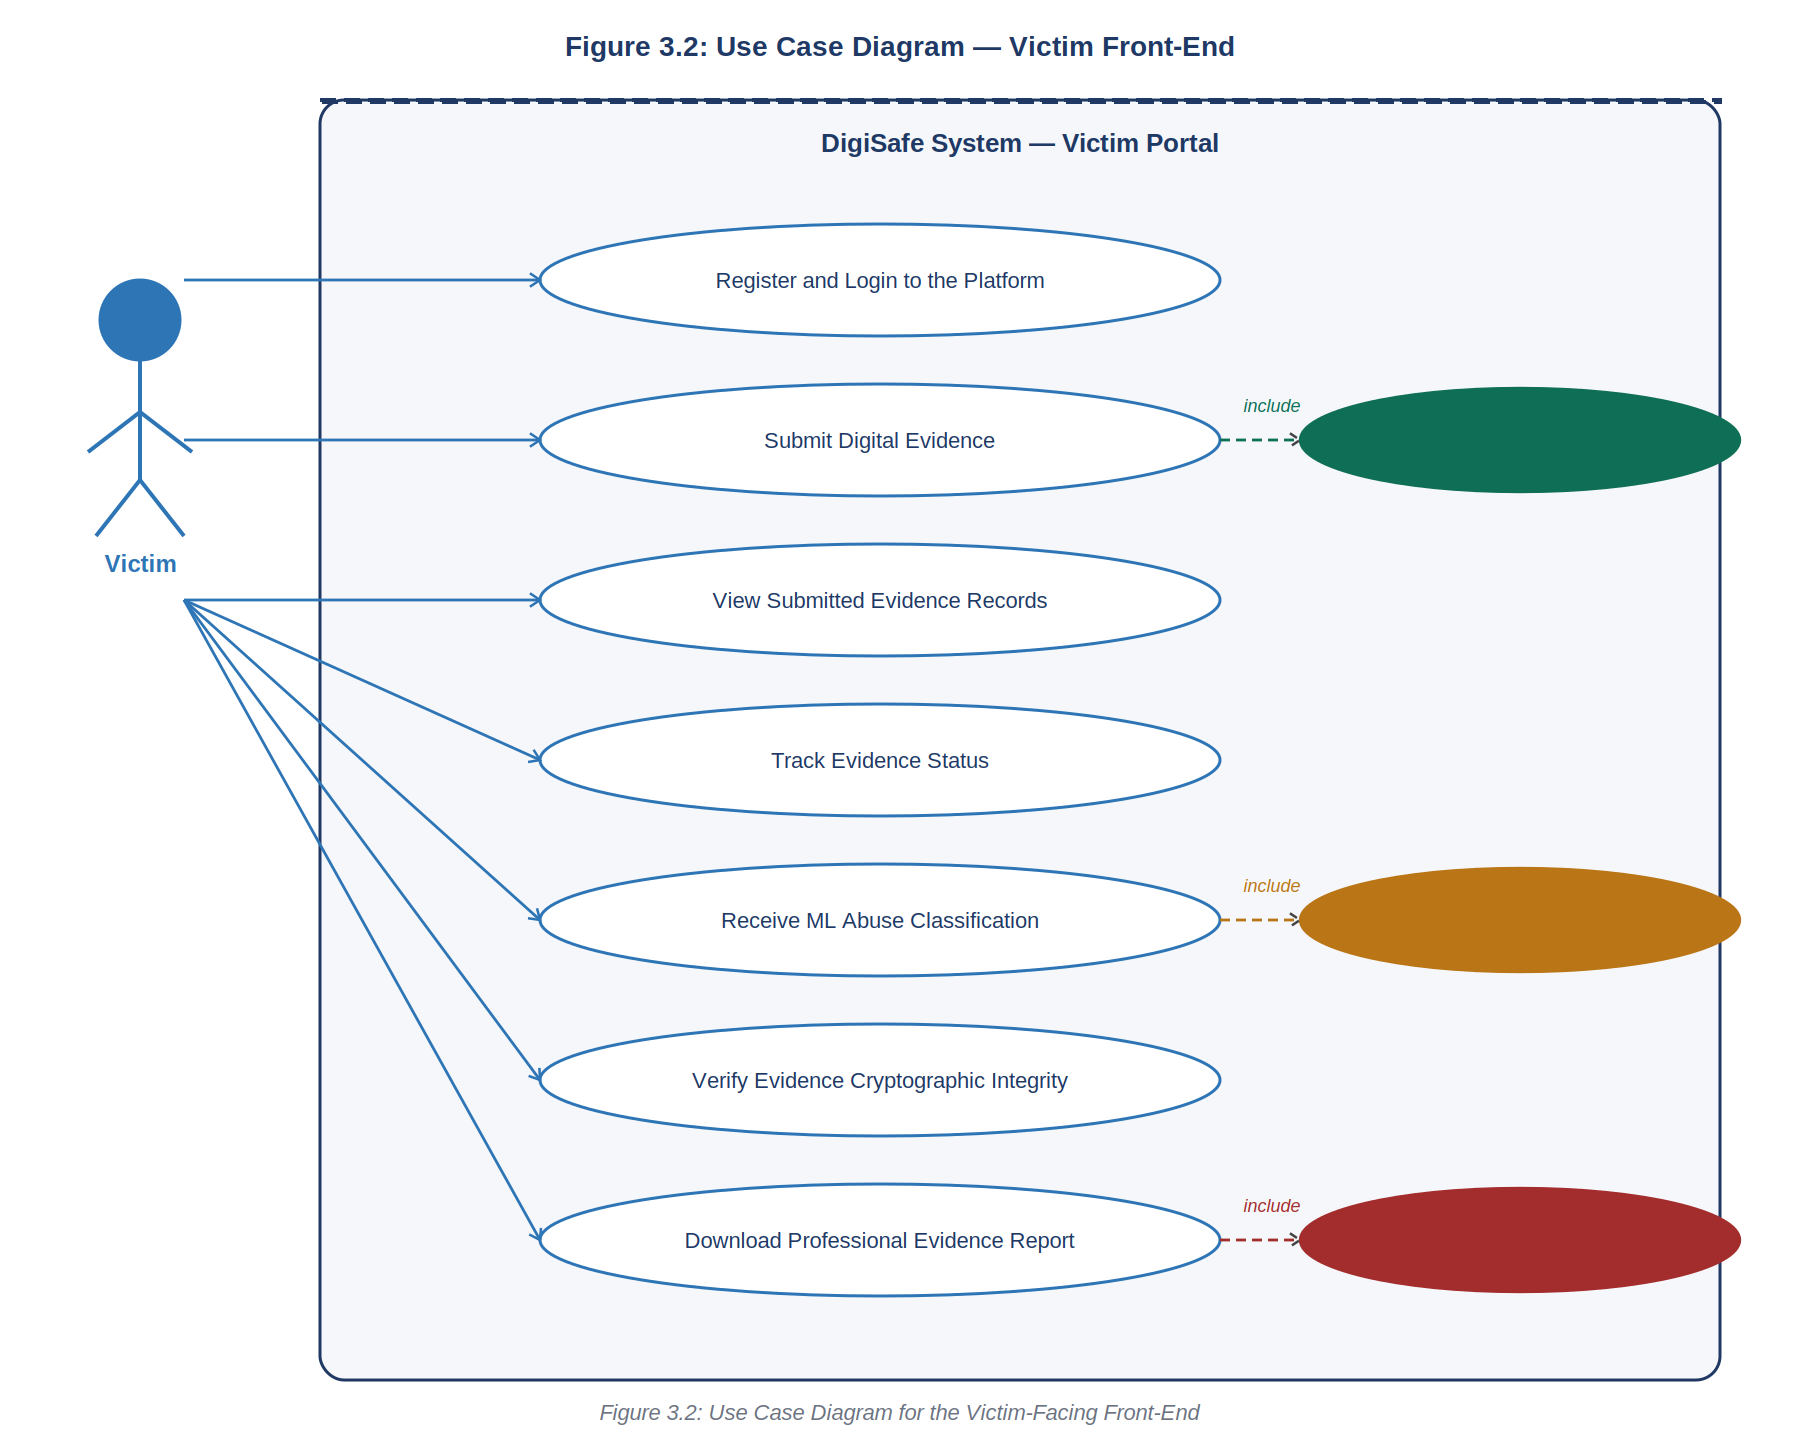 Figure 3.2: Use Case Diagram — Victim Front-End
DigiSafe System — Victim Portal
Register and Login to the Platform
Submit Digital Evidence
include
Victim
View Submitted Evidence Records
Track Evidence Status
Receive ML Abuse Classification
include
Verify Evidence Cryptographic Integrity
Download Professional Evidence Report
include
Figure 3.2: Use Case Diagram for the Victim-Facing Front-End